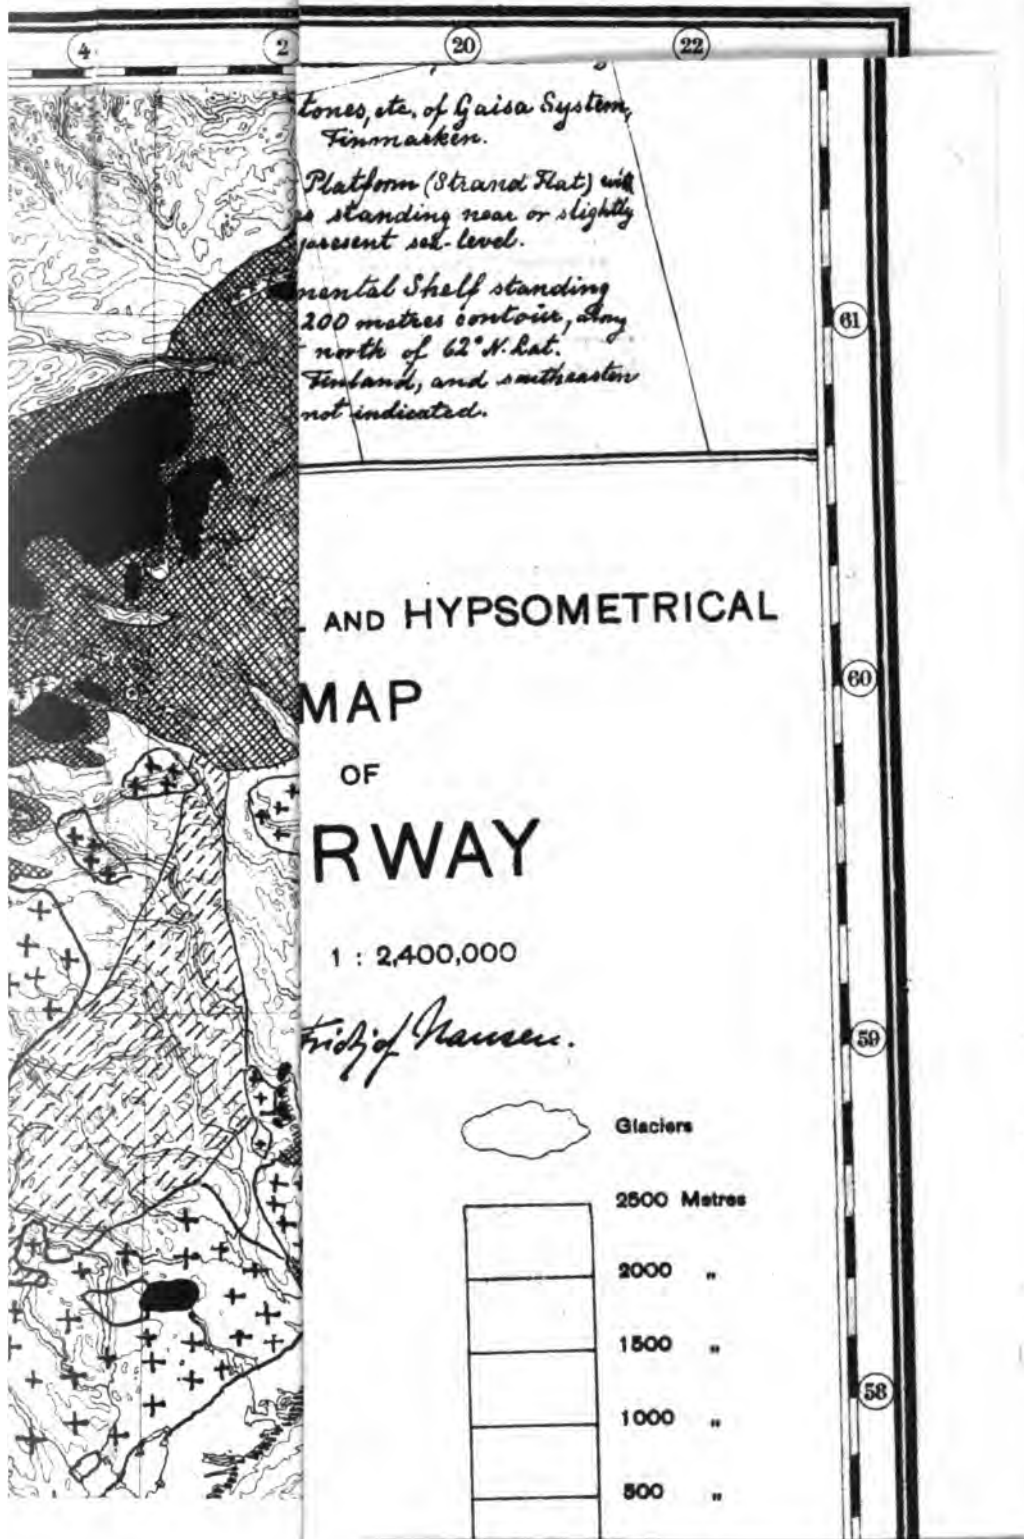 4 2 20 22
tones, etc. of Gaisa System,
Finmarken.
Platform (Strand Flat) with
standing near or slightly
present sea-level.
mental Shelf standing
200 metres contour, along
north of 62° N. Lat.
Finland, and southeastern
not indicated.
61
AND HYPSOMETRICAL
60
MAP
OF
RWAY
1 : 2,400,000
59
Fridtjof Nansen.
Glaciers
2500 Metres
2000 "
1500 "
58
1000 "
500 "